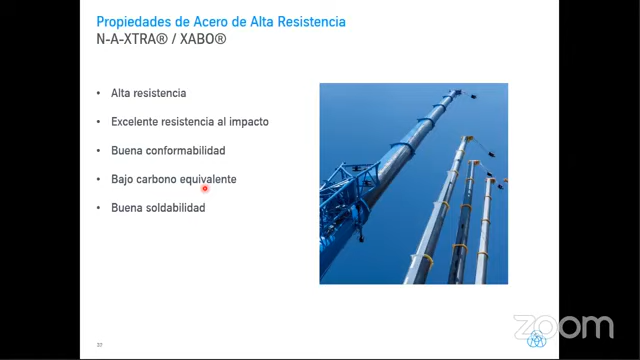 Propiedades de Acero de Alta Resistencia
N-A-XTRA® / XABO®
• Alta resistencia
• Excelente resistencia al impacto
• Buena conformabilidad
• Bajo carbono equivalente
• Buena soldabilidad
37
zoom